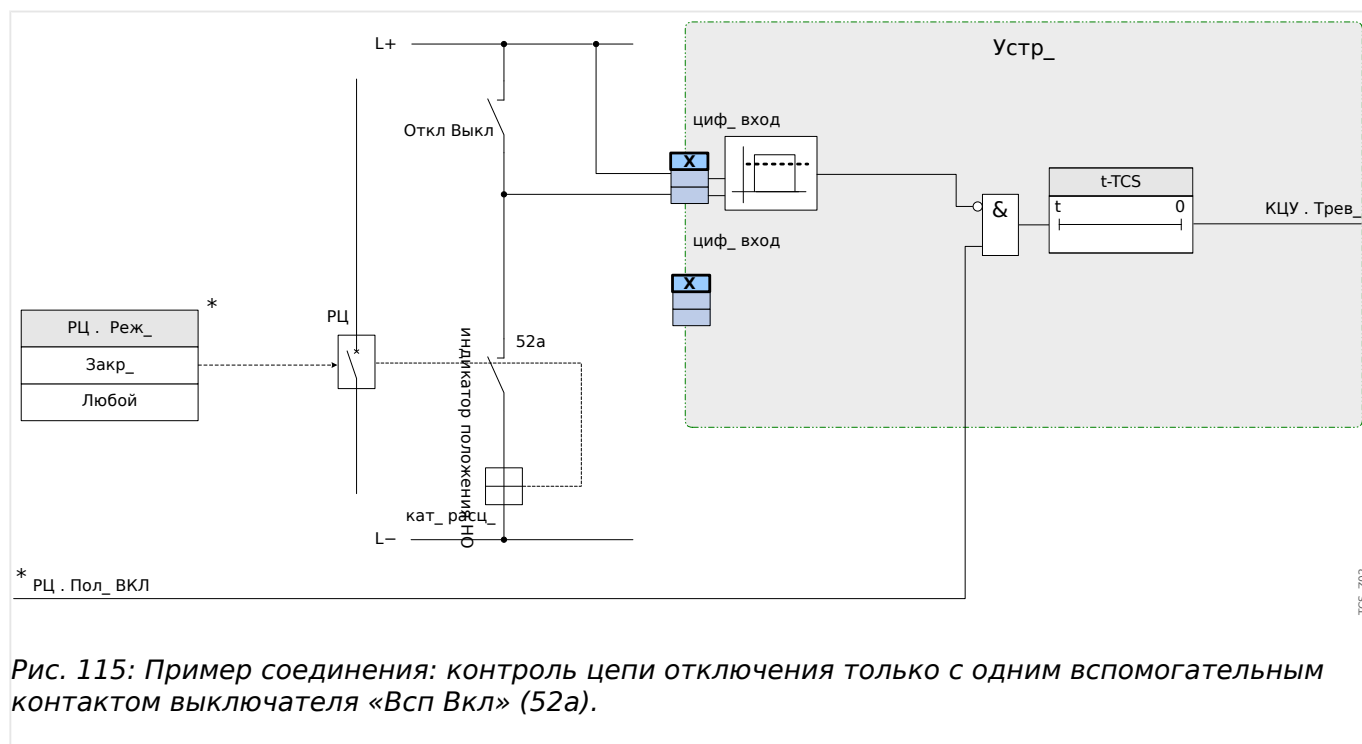 L+
Устр_
циф_ вход
Откл Выкл
X
t-TCS
&
t 0
КЦУ . Трев_
циф_ вход
X
*
РЦ . Реж_
РЦ
52a
Закр_
Любой
индикатор положения НО
кат_ расц_
L−
*
РЦ . Пол_ ВКЛ
Рис. 115: Пример соединения: контроль цепи отключения только с одним вспомогательным
контактом выключателя «Всп Вкл» (52a).